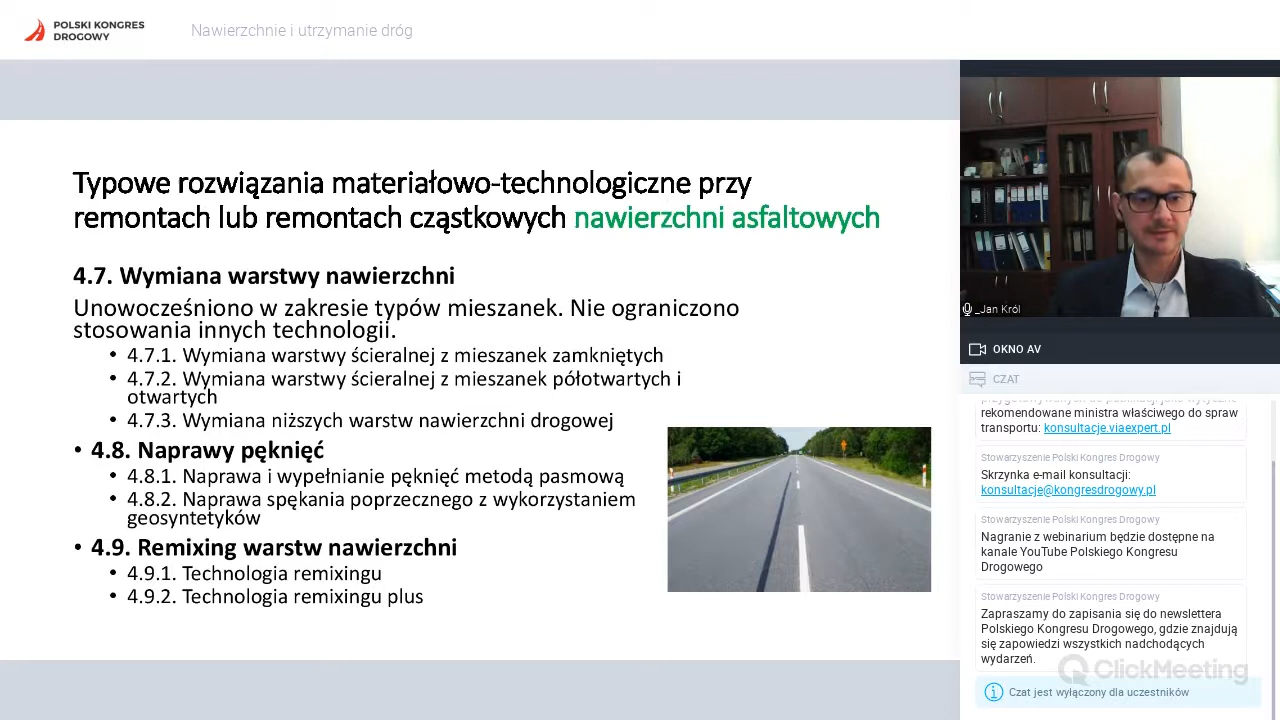 POLSKI KONGRES
DROGOWY
Nawierzchnie i utrzymanie dróg
Typowe rozwiązania materiałowo-technologiczne przy
remontach lub remontach cząstkowych nawierzchni asfaltowych
4.7. Wymiana warstwy nawierzchni
Unowocześniono w zakresie typów mieszanek. Nie ograniczono
stosowania innych technologii.
• 4.7.1. Wymiana warstwy ścieralnej z mieszanek zamkniętych
• 4.7.2. Wymiana warstwy ścieralnej z mieszanek półotwartych i
otwartych
• 4.7.3. Wymiana niższych warstw nawierzchni drogowej
• 4.8. Naprawy pęknięć
• 4.8.1. Naprawa i wypełnianie pęknięć metodą pasmową
• 4.8.2. Naprawa spękania poprzecznego z wykorzystaniem
geosyntetyków
• 4.9. Remixing warstw nawierzchni
• 4.9.1. Technologia remixingu
• 4.9.2. Technologia remixingu plus
_Jan Król
OKNO AV
CZAT
rekomendowane ministra właściwego do spraw
transportu: konsultacje.viaexpert.pl
Stowarzyszenie Polski Kongres Drogowy
Skrzynka e-mail konsultacji:
konsultacje@kongresdrogowy.pl
Stowarzyszenie Polski Kongres Drogowy
Nagranie z webinarium będzie dostępne na
kanale YouTube Polskiego Kongresu
Drogowego
Stowarzyszenie Polski Kongres Drogowy
Zapraszamy do zapisania się do newslettera
Polskiego Kongresu Drogowego, gdzie znajdują
się zapowiedzi wszystkich nadchodzących
wydarzeń.
ClickMeeting
Czat jest wyłączony dla uczestników